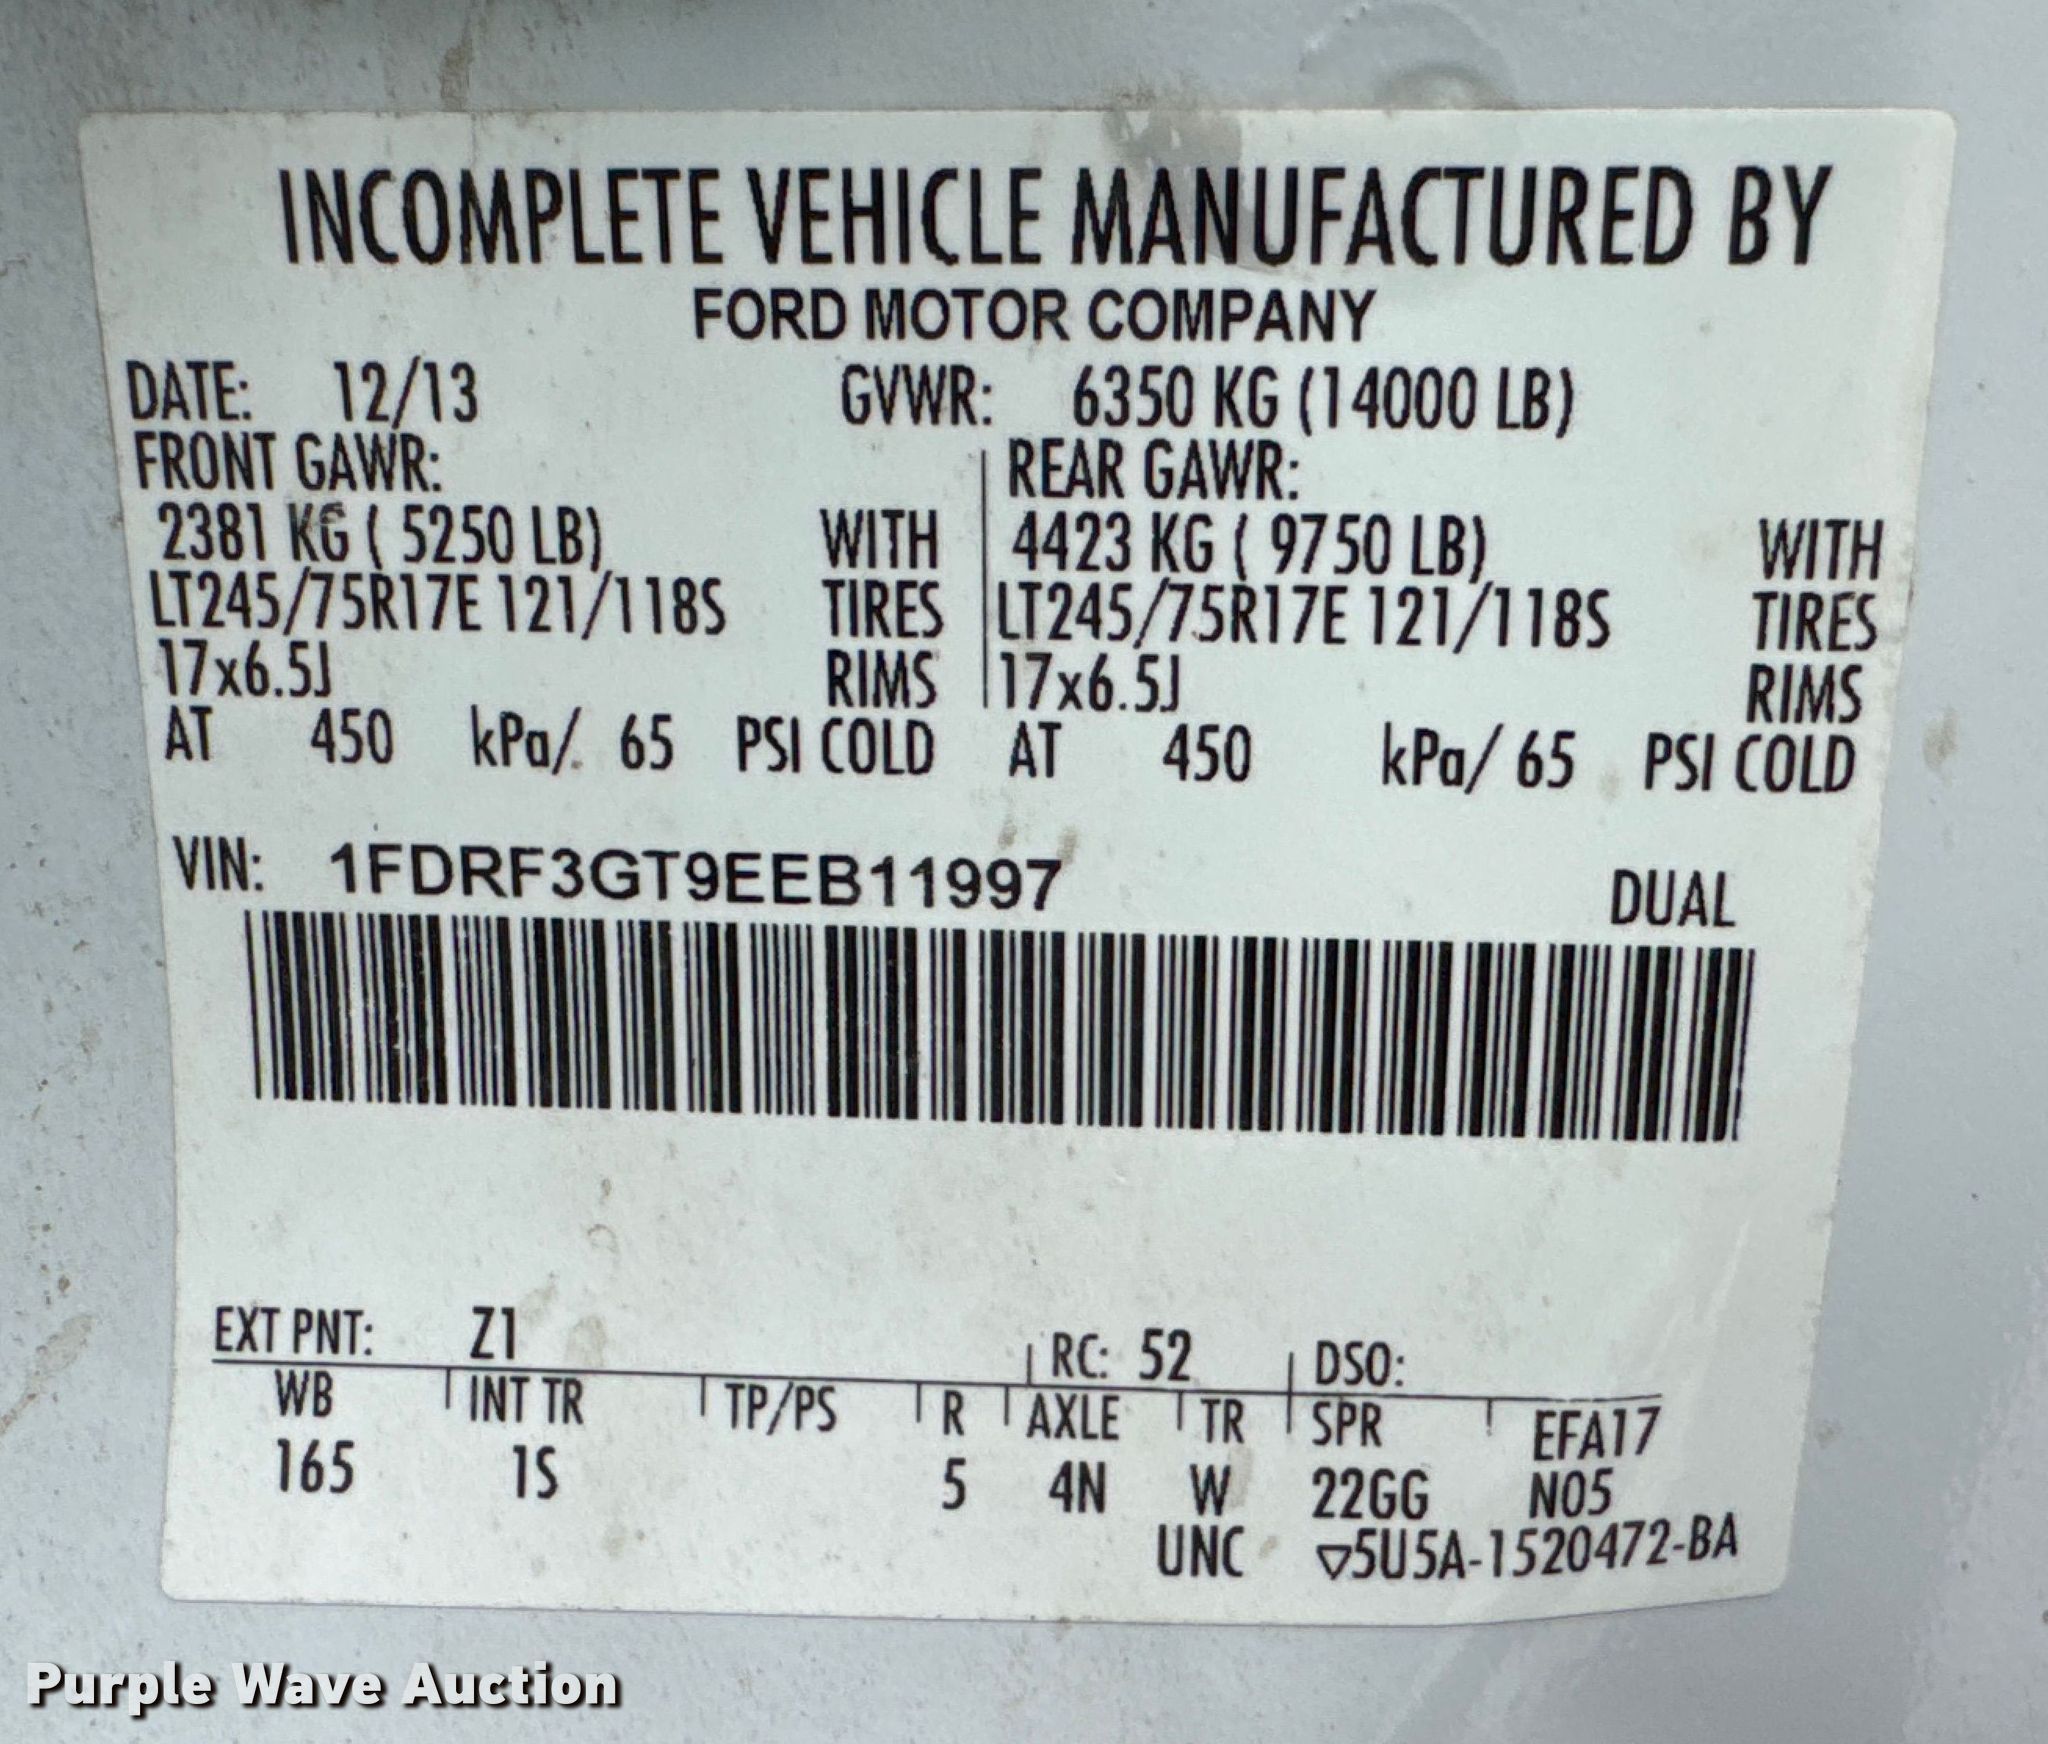 INCOMPLETE VEHICLE MANUFACTURED BY
FORD MOTOR COMPANY
DATE: 12/13 GVWR: 6350 KG (14000 LB)
FRONT GAWR: REAR GAWR:
2381 KG ( 5250 LB) WITH 4423 KG ( 9750 LB) WITH
LT245/75R17E 121/118S TIRES LT245/75R17E 121/118S TIRES
17x6.5J RIMS 17x6.5J RIMS
AT 450 kPa/ 65 PSI COLD AT 450 kPa/ 65 PSI COLD
VIN: 1FDRF3GT9EEB11997 DUAL
EXT PNT: Z1 RC: 52 DSO:
WB INT TR TP/PS R AXLE TR SPR EFA17
165 1S 5 4N W 22GG N05
UNC ▽5U5A-1520472-BA
Purple Wave Auction